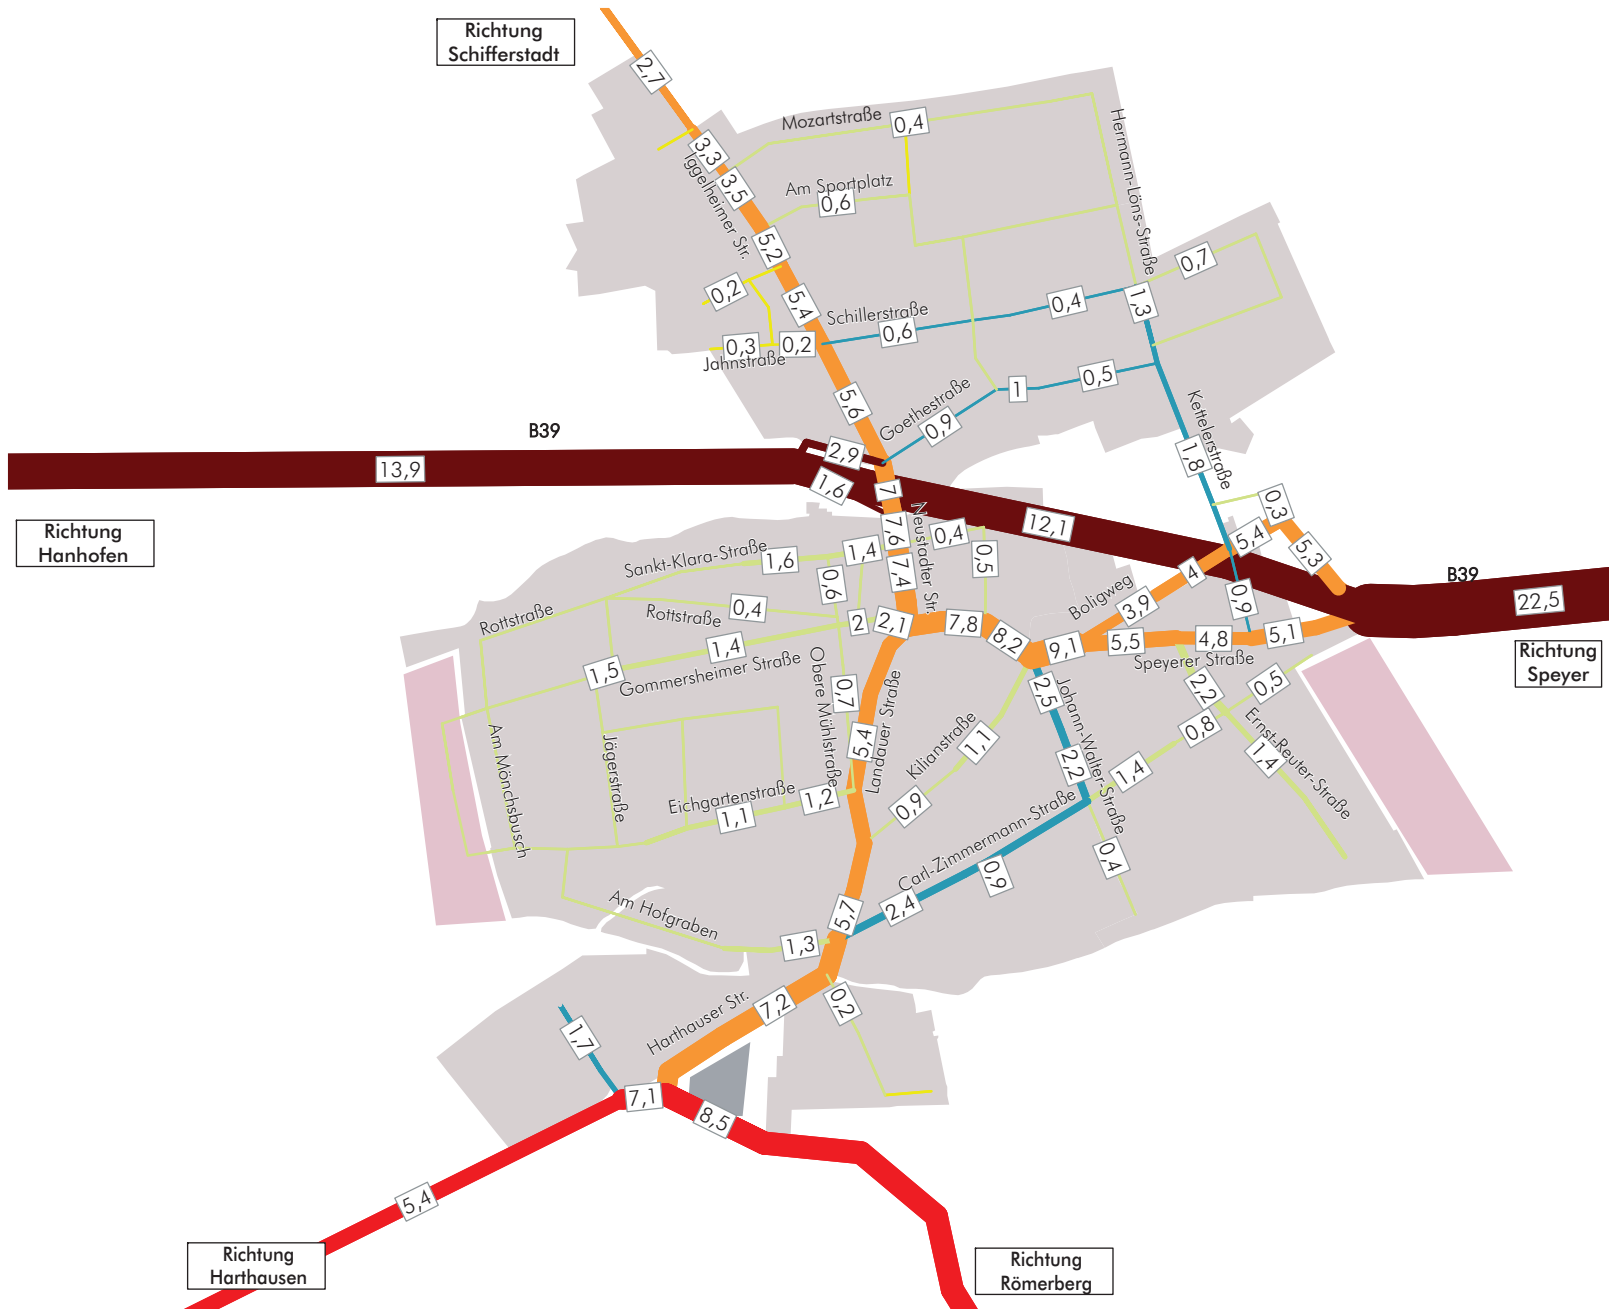 Richtung
Schifferstadt
2,7
3,3
3,5
Iggelheimer Str.
Mozartstraße
0,4
Am Sportplatz
0,6
Hermann-Löns-Straße
5,2
0,2
5,4
Schillerstraße
0,6
0,4
1,3
0,7
0,3
0,2
Jahnstraße
5,6
Goethestraße
0,9
1
0,5
Kettelerstraße
1,8
B39
13,9
2,9
1,6
7
12,1
0,3
5,4
5,3
Richtung
Hanhofen
7,6
Neustadter Str.
0,4
0,5
7,4
Sankt-Klara-Straße
1,6
1,4
0,6
Rottstraße
Rottstraße
0,4
2
2,1
7,8
8,2
9,1
Boligweg
3,9
4
0,9
B39
22,5
Richtung
Speyer
5,5
4,8
5,1
Speyerer Straße
1,4
1,5
Gommersheimer Straße
Obere Mühlstraße
0,7
5,4
Landauer Straße
Kilianstraße
1,1
0,9
2,5
Johann-Walter-Straße
2,2
2,2
0,5
0,8
Ernst-Reuter-Straße
1,4
1,4
Am Mönchsbusch
Jägerstraße
Eichgartenstraße
1,1
1,2
Carl-Zimmermann-Straße
0,9
2,4
0,4
Am Hofgraben
1,3
5,7
Harthauser Str.
7,2
0,2
1,7
7,1
8,5
5,4
Richtung
Harthausen
Richtung
Römerberg